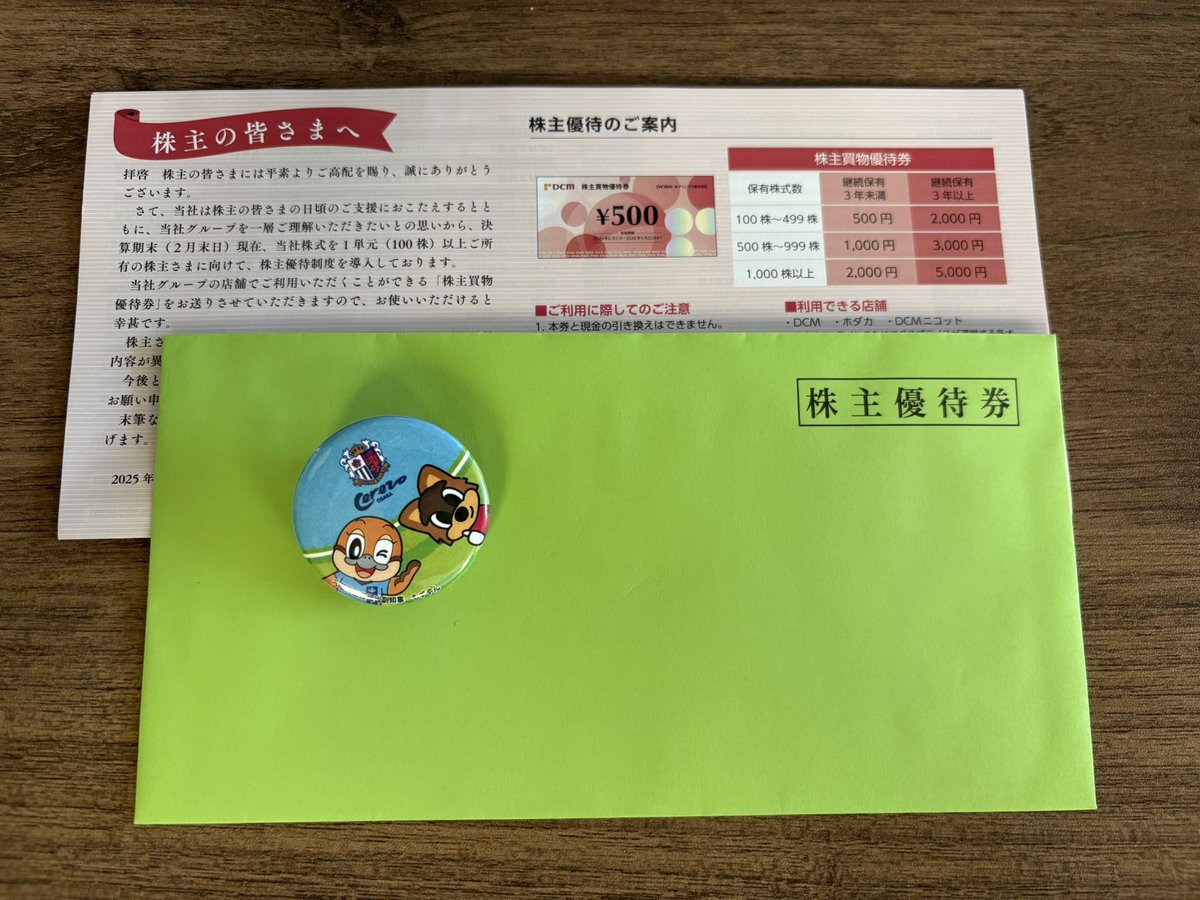 株主の皆さまへ
拝啓 株主の皆さまには平素よりご高配を賜り、誠にありがとう
ございます。
さて、当社は株主の皆さまの日頃のご支援におこたえするとと
もに、当社グループを一層ご理解いただきたいとの思いから、決
算期末(2月末日)現在、当社株式を1単元(100株)以上ご所
有の株主さまに向けて、株主優待制度を導入しております。
当社グループの店舗でご利用いただくことができる「株主買物
優待券」をお送りさせていただきますので、お使いいただけると
幸甚です。
株主さ
内容が異
今後と
お願い申
末筆な
げます。
2025年
株主優待のご案内
DCM 株主買物優待券 DCMホールディングス株式会社
¥500
株主買物優待券
保有株式数 継続保有3年未満 継続保有3年以上
100株〜499株 500円 2,000円
500株〜999株 1,000円 3,000円
1,000株以上 2,000円 5,000円
■ご利用に際してのご注意
1. 本券と現金の引き換えはできません。
■利用できる店舗
・DCM ・ホダカ ・DCMニコット
株主優待券
Cerezo
OSAKA